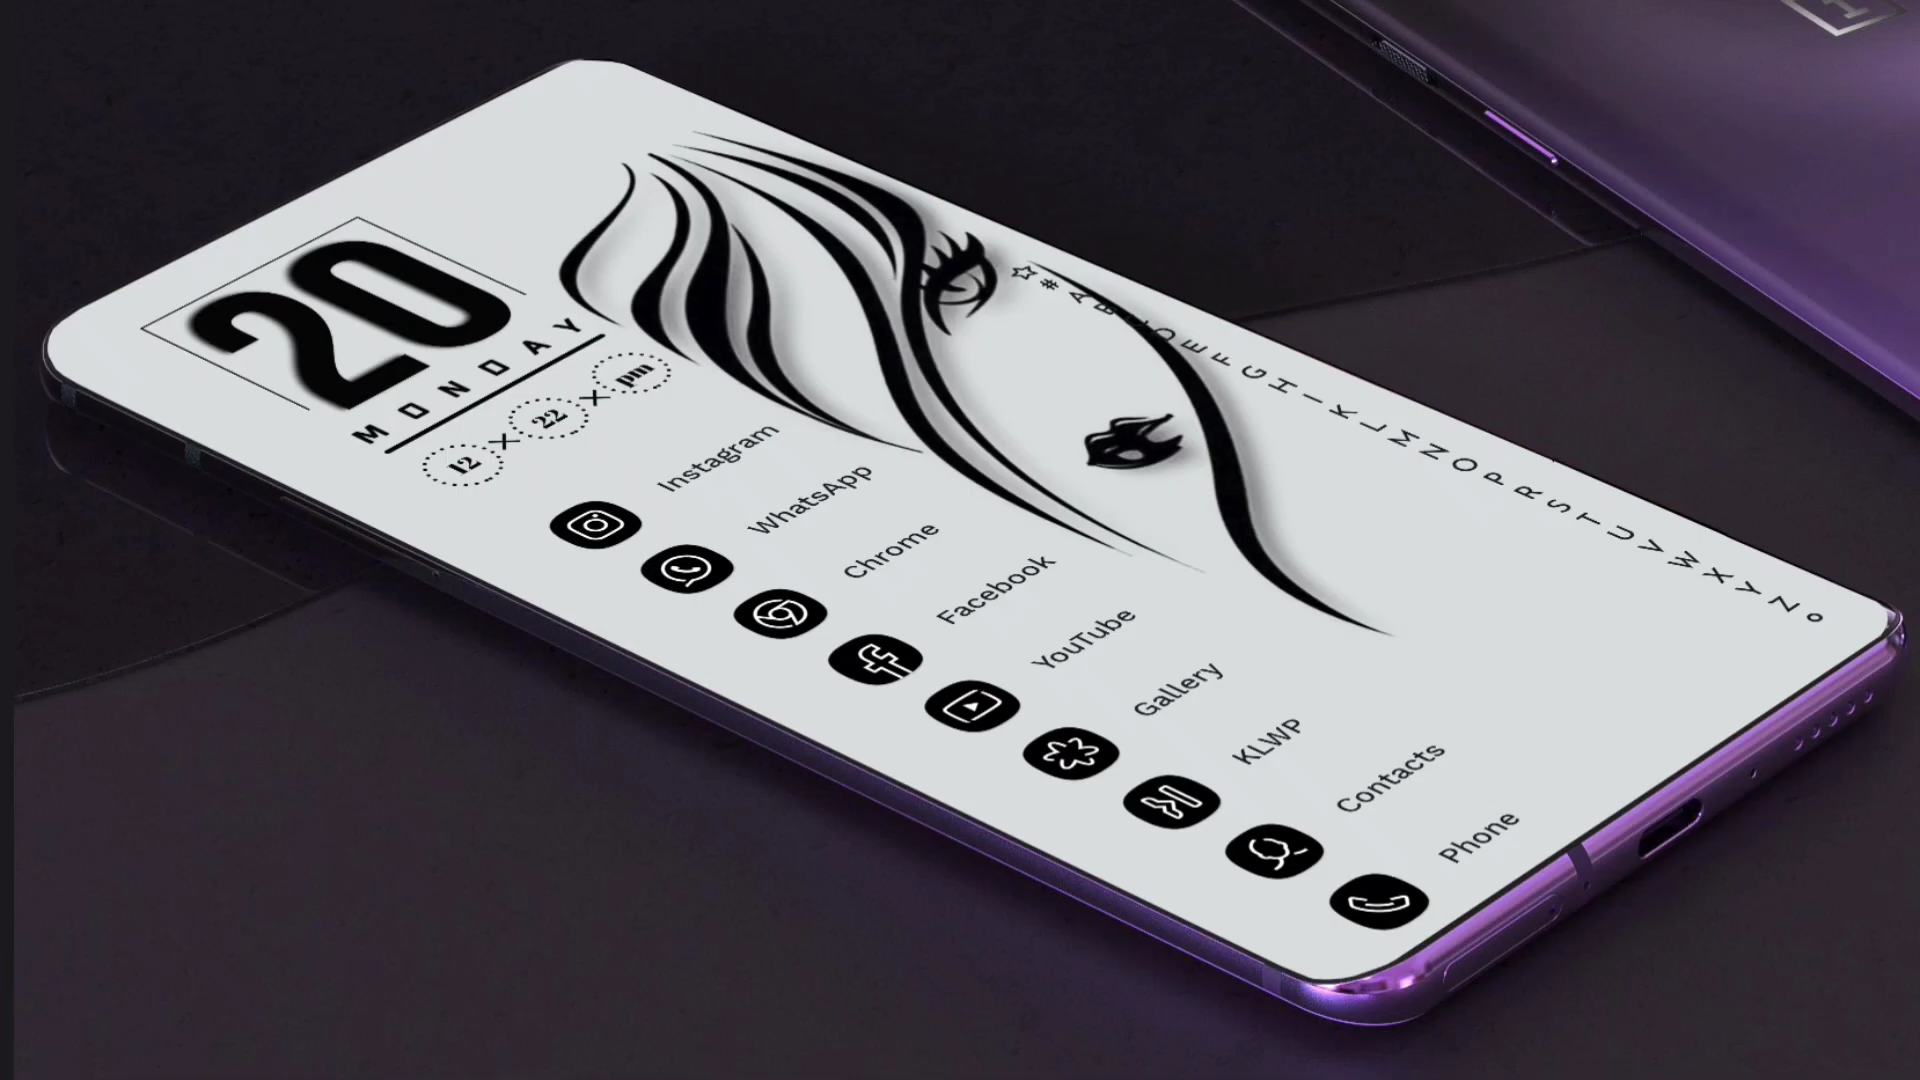 20
MONDAY
12 × 22 × pm
Instagram
WhatsApp
Chrome
Facebook
YouTube
Gallery
KLWP
Contacts
Phone
☆
#
A
B
D
E
F
G
H
I
K
L
M
N
O
P
R
S
T
U
V
W
X
Y
Z